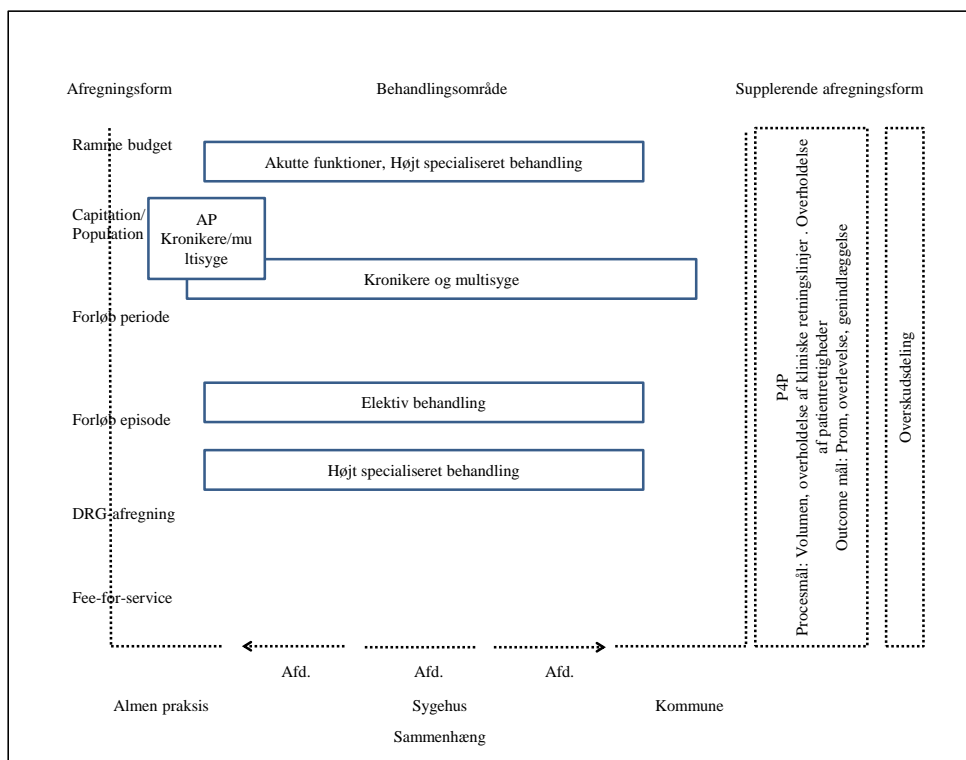 Afregningsform
Behandlingsområde
Supplerende afregningsform
Ramme budget
Akutte funktioner, Højt specialiseret behandling
Capitation/
Population
AP
Kronikere/mu
ltisyge
Kronikere og multisyge
Forløb periode
Elektiv behandling
Forløb episode
Højt specialiseret behandling
DRG-afregning
Fee-for-service
P4P
Procesmål: Volumen, overholdelse af kliniske retningslinjer . Overholdelse
af patientrettigheder
Outcome mål: Prom, overlevelse, genindlæggelse
Overskudsdeling
Afd.
Afd.
Afd.
Almen praksis
Sygehus
Kommune
Sammenhæng